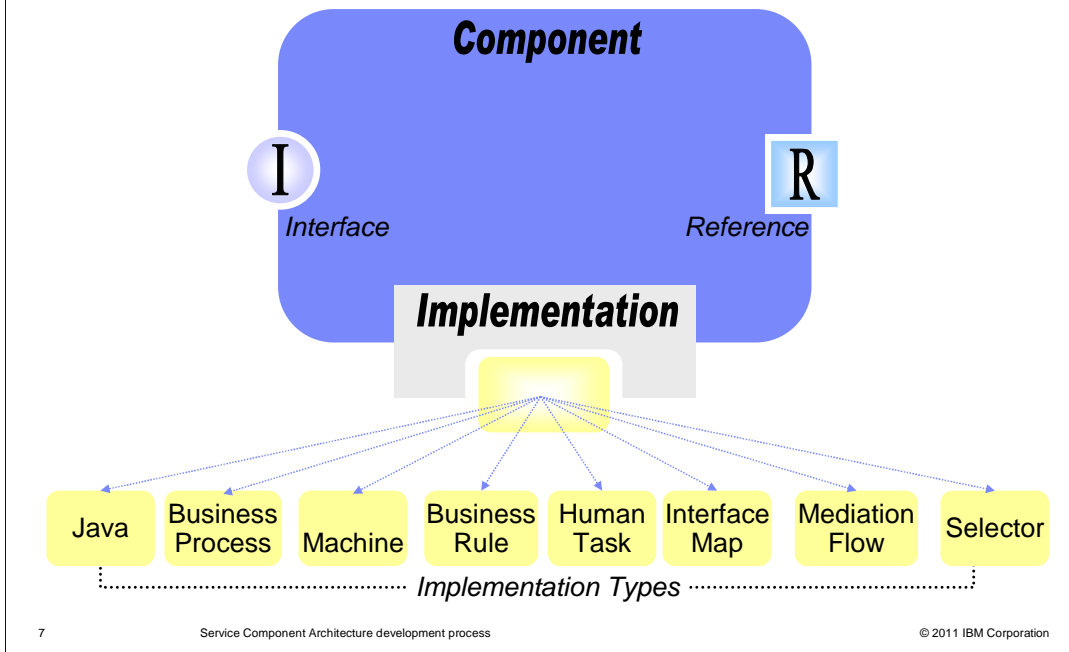 Component
I
R
Interface
Reference
Implementation
Java
Business
Process
Machine
Business
Rule
Human
Task
Interface
Map
Mediation
Flow
Selector
Implementation Types
7
Service Component Architecture development process
© 2011 IBM Corporation